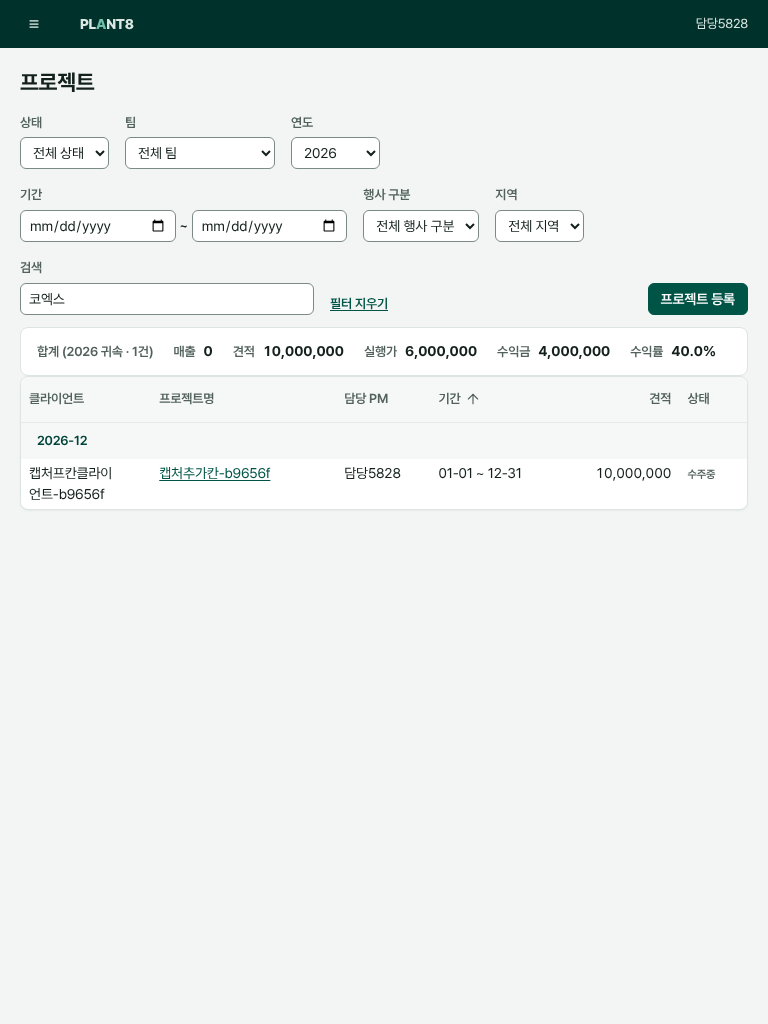 ≡ PLANT8 담당5828
프로젝트
상태 팀 연도
전체 상태 전체 팀 2026
기간 행사 구분 지역
mm/dd/yyyy ~ mm/dd/yyyy 전체 행사 구분 전체 지역
검색
코엑스 필터 지우기 프로젝트 등록
합계 (2026 귀속 · 1건) 매출 0 견적 10,000,000 실행가 6,000,000 수익금 4,000,000 수익률 40.0%
클라이언트 프로젝트명 담당 PM 기간 ↑ 견적 상태
2026-12
캡처프칸클라이 캡처추가칸-b9656f 담당5828 01-01 ~ 12-31 10,000,000 수주중
언트-b9656f